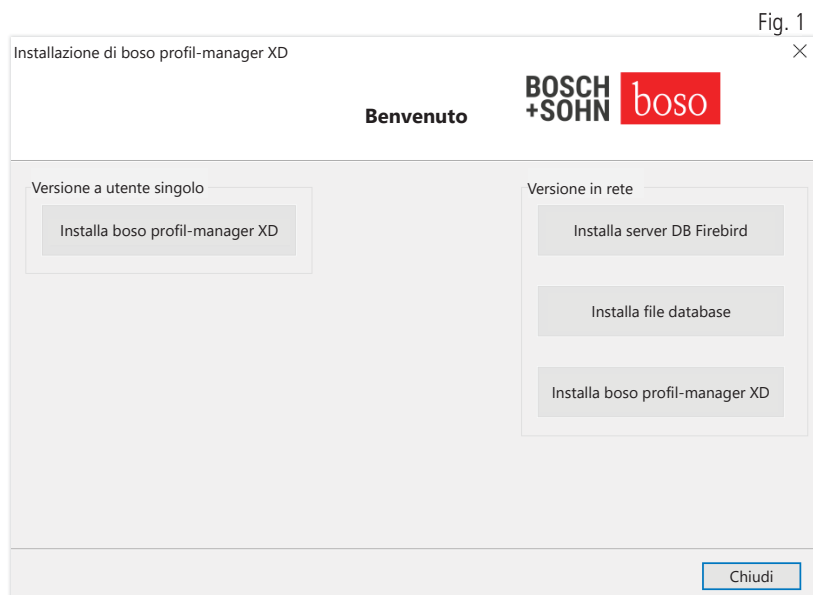 Fig. 1
Installazione di boso profil-manager XD
Benvenuto
BOSCH
+SOHN
boso
Versione a utente singolo
Installa boso profil-manager XD
Versione in rete
Installa server DB Firebird
Installa file database
Installa boso profil-manager XD
Chiudi